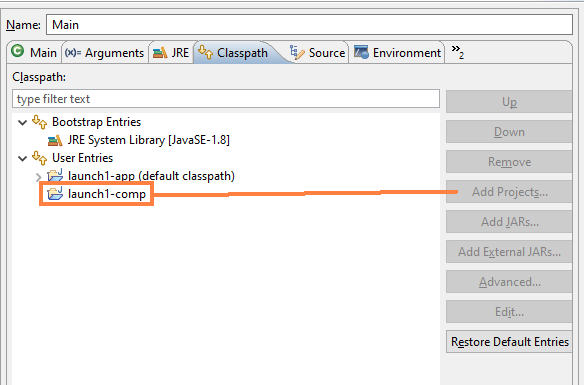 Name: Main
Main (x)= Arguments JRE Classpath Source Environment »2
Classpath:
type filter text
Up
Bootstrap Entries
Down
JRE System Library [JavaSE-1.8]
User Entries
Remove
launch1-app (default classpath)
launch1-comp
Add Projects...
Add JARs...
Add External JARs...
Advanced...
Edit...
Restore Default Entries